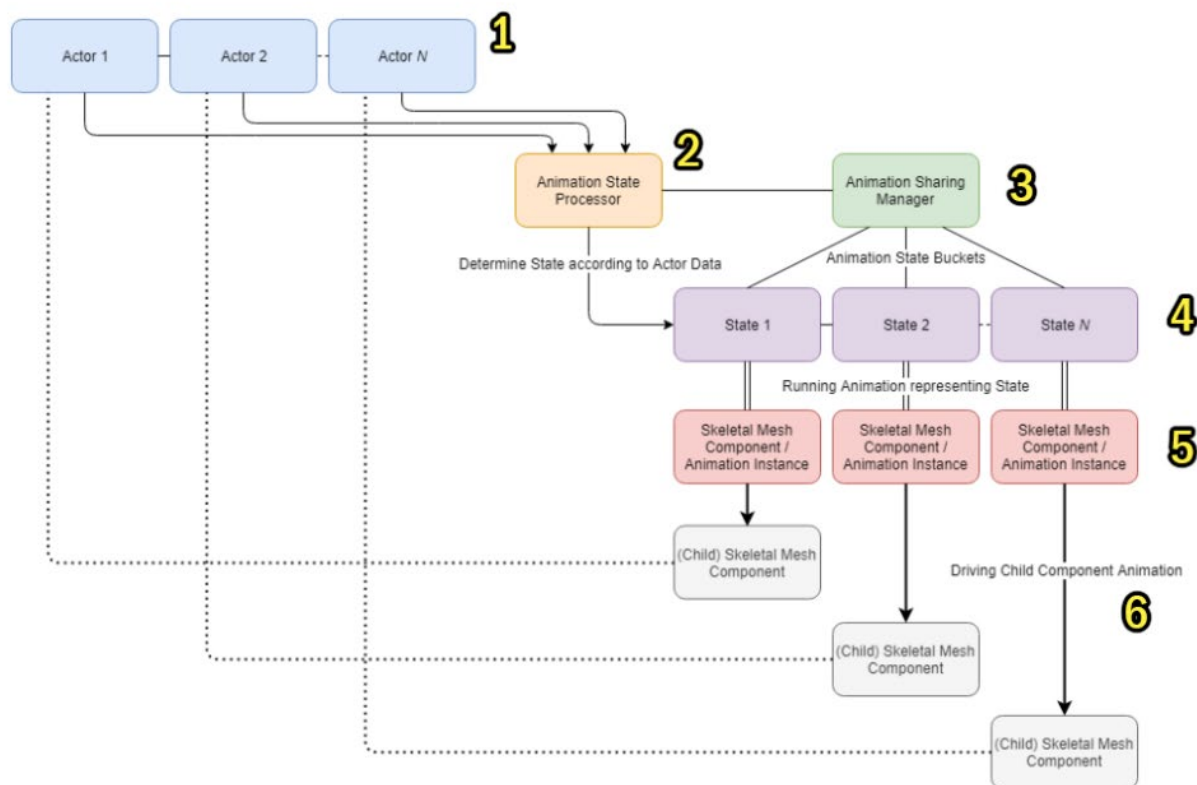 Actor 1
Actor 2
Actor N
1
Animation State
Processor
2
Animation Sharing
Manager
3
Determine State according to Actor Data
Animation State Buckets
State 1
State 2
State N
4
Running Animation representing State
Skeletal Mesh
Component /
Animation Instance
Skeletal Mesh
Component /
Animation Instance
Skeletal Mesh
Component /
Animation Instance
5
(Child) Skeletal Mesh
Component
Driving Child Component Animation
6
(Child) Skeletal Mesh
Component
(Child) Skeletal Mesh
Component